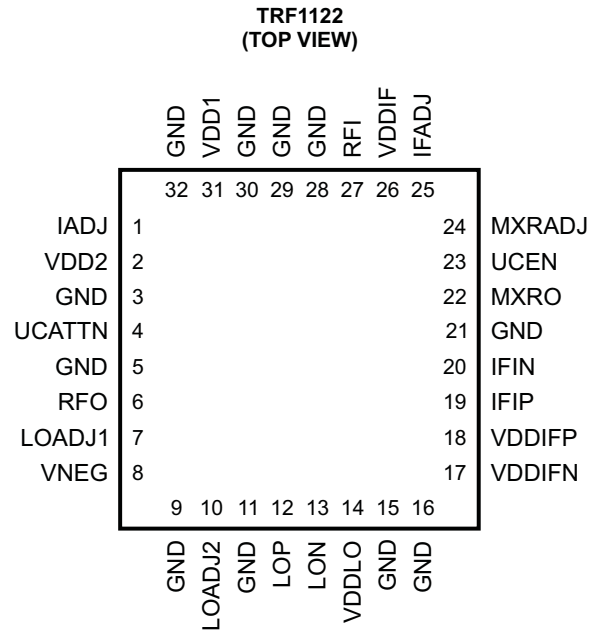 TRF1122
(TOP VIEW)
GND VDD1 GND GND GND RFI VDDIF IFADJ
32 31 30 29 28 27 26 25
IADJ 1 24 MXRADJ
VDD2 2 23 UCEN
GND 3 22 MXRO
UCATTN 4 21 GND
GND 5 20 IFIN
RFO 6 19 IFIP
LOADJ1 7 18 VDDIFP
VNEG 8 17 VDDIFN
9 10 11 12 13 14 15 16
GND LOADJ2 GND LOP LON VDDLO GND GND